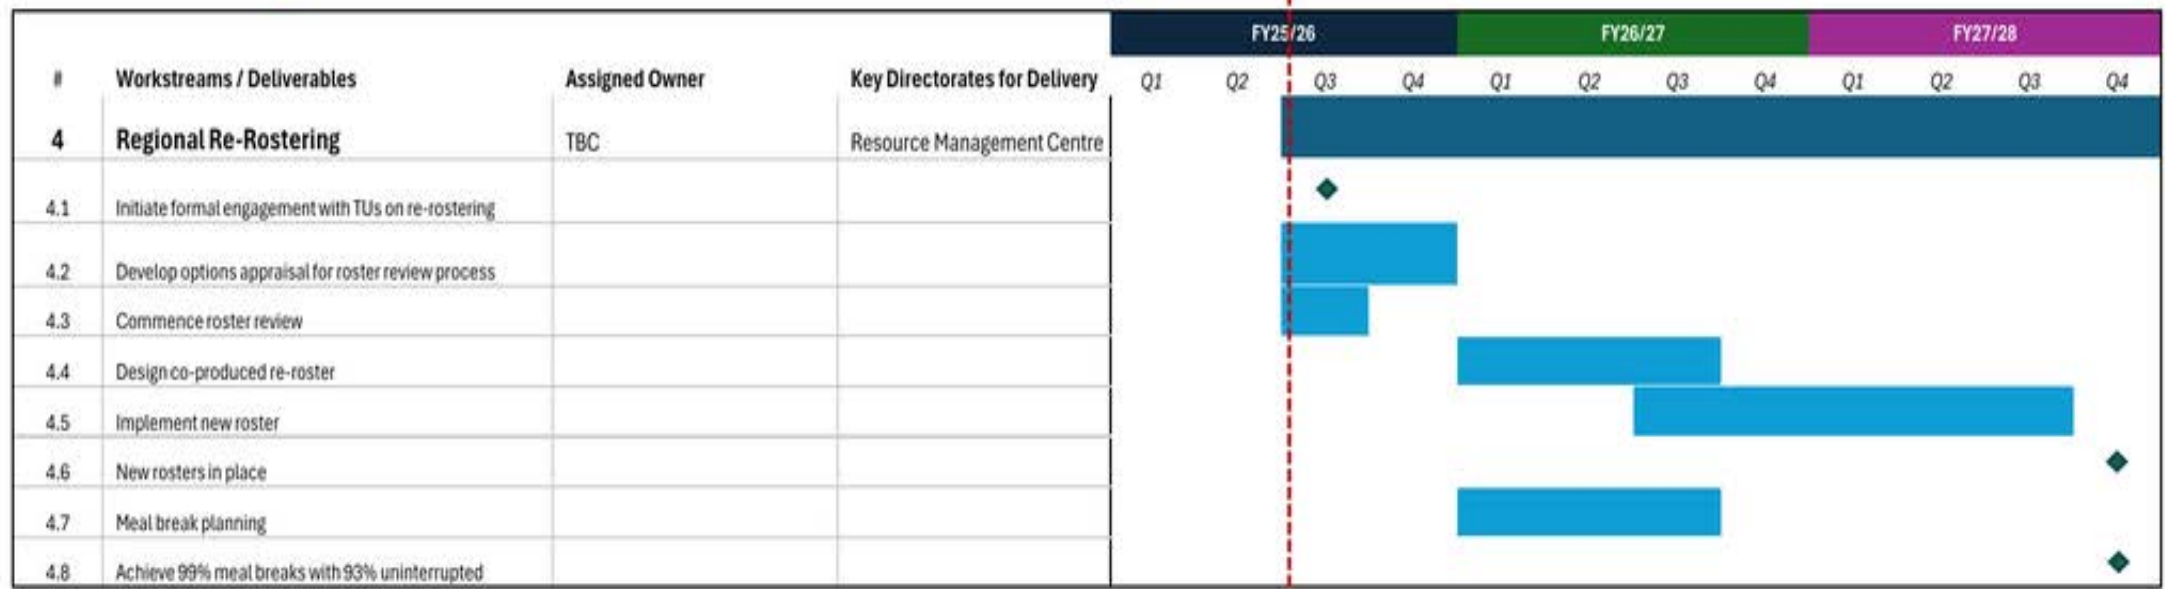 FY25/26 FY26/27 FY27/28
# Workstreams / Deliverables Assigned Owner Key Directorates for Delivery Q1 Q2 Q3 Q4 Q1 Q2 Q3 Q4 Q1 Q2 Q3 Q4
4 Regional Re-Rostering TBC Resource Management Centre
4.1 Initiate formal engagement with TUs on re-rostering
4.2 Develop options appraisal for roster review process
4.3 Commence roster review
4.4 Design co-produced re-roster
4.5 Implement new roster
4.6 New rosters in place
4.7 Meal break planning
4.8 Achieve 99% meal breaks with 93% uninterrupted